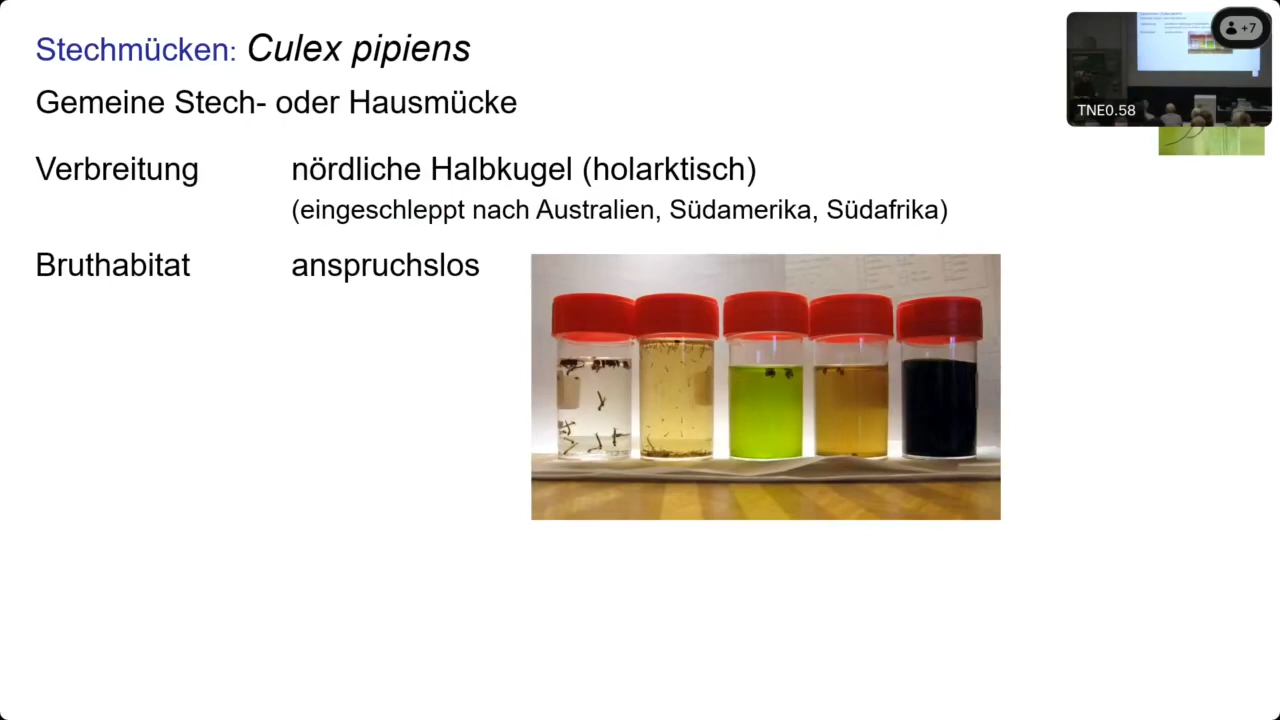 Stechmücken: Culex pipiens
Gemeine Stech- oder Hausmücke
Verbreitung nördliche Halbkugel (holarktisch)
(eingeschleppt nach Australien, Südamerika, Südafrika)
Bruthabitat anspruchslos
+7
TNE0.58